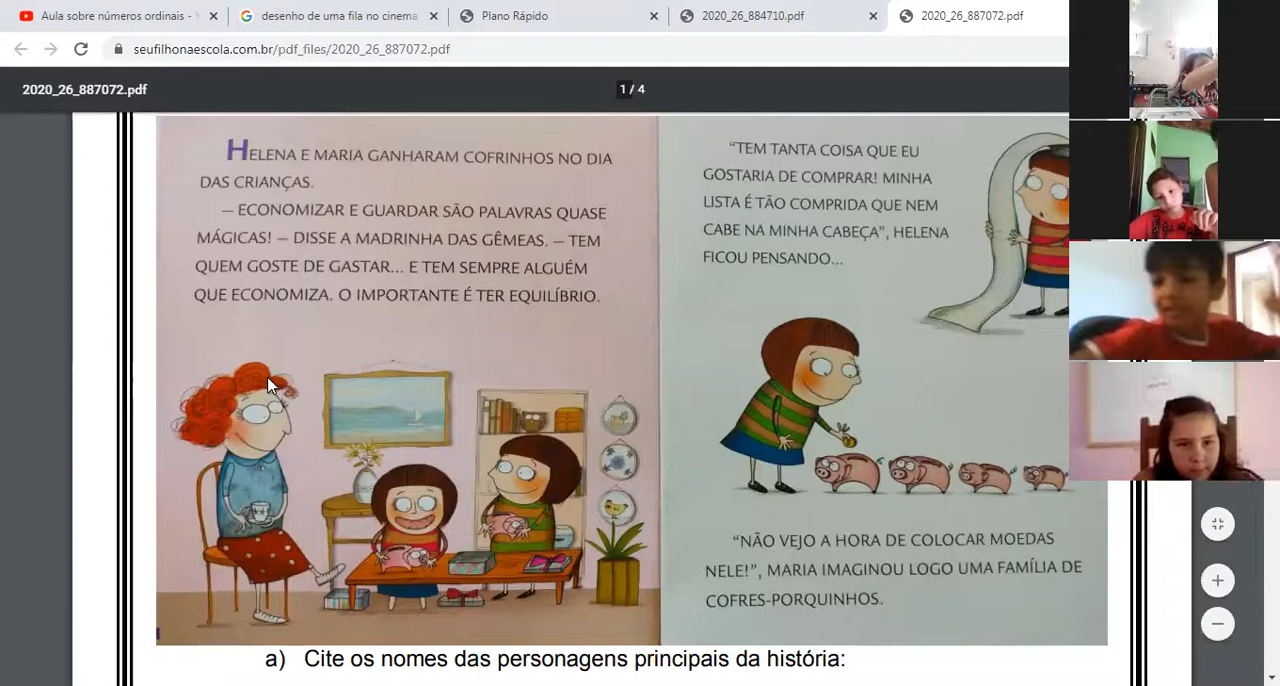 Aula sobre números ordinais -
desenho de uma fila no cinema
Plano Rápido
2020_26_884710.pdf
2020_26_887072.pdf
seufilhonaescola.com.br/pdf_files/2020_26_887072.pdf
2020_26_887072.pdf
1 / 4
HELENA E MARIA GANHARAM COFRINHOS NO DIA
DAS CRIANÇAS.
— ECONOMIZAR E GUARDAR SÃO PALAVRAS QUASE
MÁGICAS! — DISSE A MADRINHA DAS GÊMEAS. — TEM
QUEM GOSTE DE GASTAR... E TEM SEMPRE ALGUÉM
QUE ECONOMIZA. O IMPORTANTE É TER EQUILÍBRIO.
"TEM TANTA COISA QUE EU
GOSTARIA DE COMPRAR! MINHA
LISTA É TÃO COMPRIDA QUE NEM
CABE NA MINHA CABEÇA", HELENA
FICOU PENSANDO...
"NÃO VEJO A HORA DE COLOCAR MOEDAS
NELE!", MARIA IMAGINOU LOGO UMA FAMÍLIA DE
COFRES-PORQUINHOS.
a) Cite os nomes das personagens principais da história: